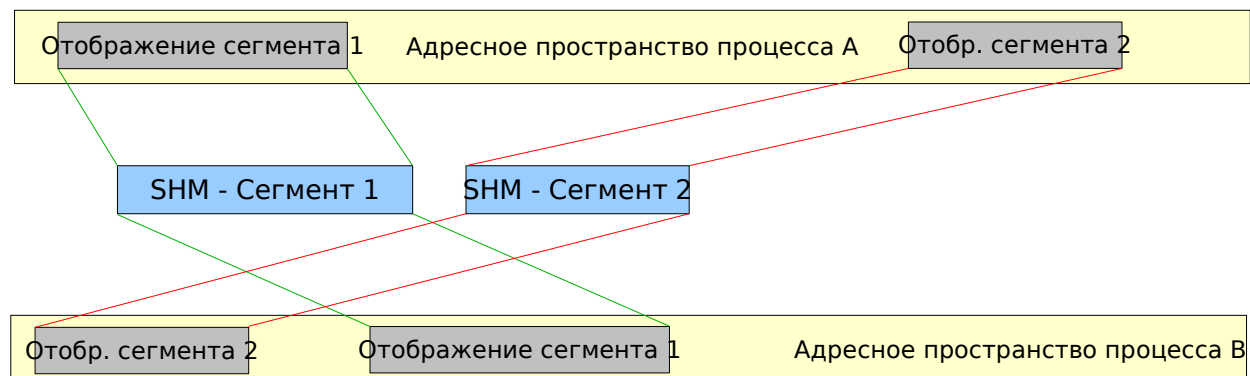 Отображение сегмента 1
Адресное пространство процесса A
Отобр. сегмента 2
SHM - Сегмент 1
SHM - Сегмент 2
Отобр. сегмента 2
Отображение сегмента 1
Адресное пространство процесса B